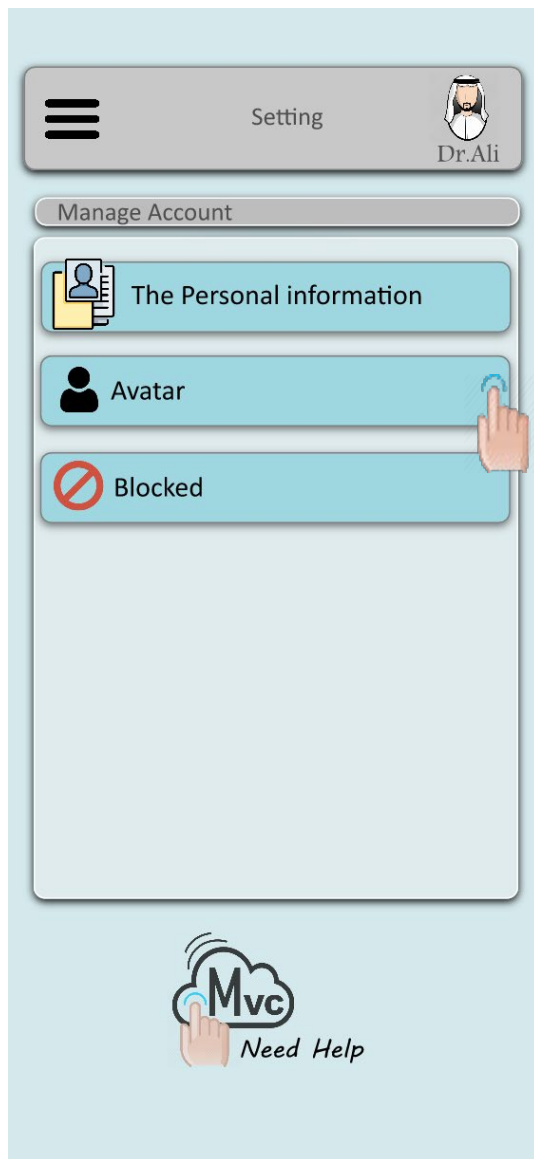 Setting
Dr.Ali
Manage Account
The Personal information
Avatar
Blocked
Mvc
Need Help